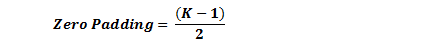 Zero Padding = (K − 1) / 2